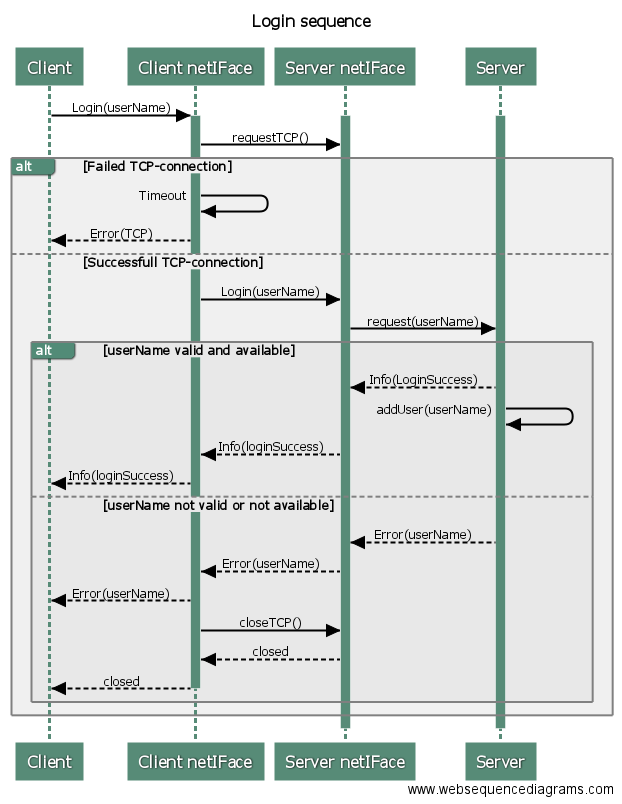 Login sequence
Client
Client netIFace
Server netIFace
Server
Login(userName)
requestTCP()
alt
[Failed TCP-connection]
Timeout
Error(TCP)
[Successfull TCP-connection]
Login(userName)
request(userName)
alt
[userName valid and available]
Info(LoginSuccess)
addUser(userName)
Info(loginSuccess)
Info(loginSuccess)
[userName not valid or not available]
Error(userName)
Error(userName)
Error(userName)
closeTCP()
closed
closed
Client
Client netIFace
Server netIFace
Server
www.websequencediagrams.com